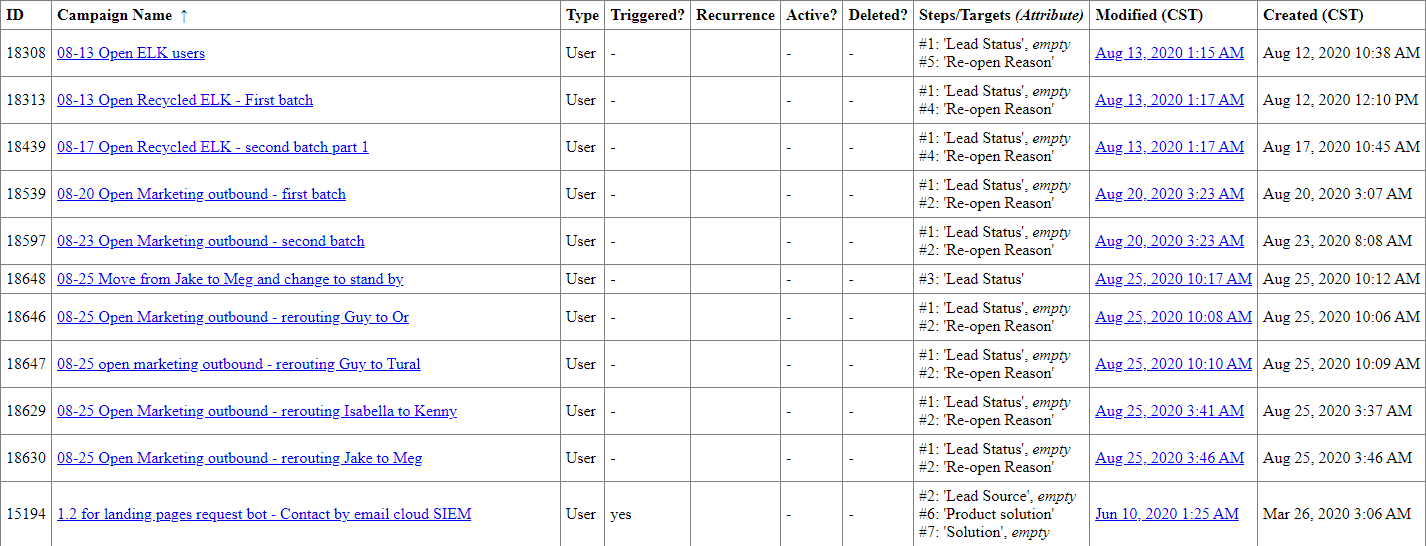 ID Campaign Name ↑ Type Triggered? Recurrence Active? Deleted? Steps/Targets (Attribute) Modified (CST) Created (CST)
18308 08-13 Open ELK users User - - - #1: 'Lead Status', empty Aug 13, 2020 1:15 AM Aug 12, 2020 10:38 AM
#5: 'Re-open Reason'
18313 08-13 Open Recycled ELK - First batch User - - - #1: 'Lead Status', empty Aug 13, 2020 1:17 AM Aug 12, 2020 12:10 PM
#4: 'Re-open Reason'
18439 08-17 Open Recycled ELK - second batch part 1 User - - - #1: 'Lead Status', empty Aug 13, 2020 1:17 AM Aug 17, 2020 10:45 AM
#4: 'Re-open Reason'
18539 08-20 Open Marketing outbound - first batch User - - - #1: 'Lead Status', empty Aug 20, 2020 3:23 AM Aug 20, 2020 3:07 AM
#2: 'Re-open Reason'
18597 08-23 Open Marketing outbound - second batch User - - - #1: 'Lead Status', empty Aug 20, 2020 3:23 AM Aug 23, 2020 8:08 AM
#2: 'Re-open Reason'
18648 08-25 Move from Jake to Meg and change to stand by User - - - #3: 'Lead Status' Aug 25, 2020 10:17 AM Aug 25, 2020 10:12 AM
18646 08-25 Open Marketing outbound - rerouting Guy to Or User - - - #1: 'Lead Status', empty Aug 25, 2020 10:08 AM Aug 25, 2020 10:06 AM
#2: 'Re-open Reason'
18647 08-25 open marketing outbound - rerouting Guy to Tural User - - - #1: 'Lead Status', empty Aug 25, 2020 10:10 AM Aug 25, 2020 10:09 AM
#2: 'Re-open Reason'
18629 08-25 Open Marketing outbound - rerouting Isabella to Kenny User - - - #1: 'Lead Status', empty Aug 25, 2020 3:41 AM Aug 25, 2020 3:37 AM
#2: 'Re-open Reason'
18630 08-25 Open Marketing outbound - rerouting Jake to Meg User - - - #1: 'Lead Status', empty Aug 25, 2020 3:46 AM Aug 25, 2020 3:46 AM
#2: 'Re-open Reason'
15194 1.2 for landing pages request bot - Contact by email cloud SIEM User yes - - #2: 'Lead Source', empty Jun 10, 2020 1:25 AM Mar 26, 2020 3:06 AM
#6: 'Product solution'
#7: 'Solution', empty